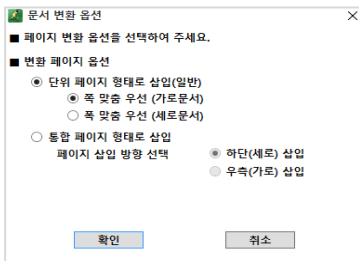 문서 변환 옵션
■ 페이지 변환 옵션을 선택하여 주세요.
■ 변환 페이지 옵션
단위 페이지 형태로 삽입(일반)
쪽 맞춤 우선 (가로문서)
쪽 맞춤 우선 (세로문서)
통합 페이지 형태로 삽입
페이지 삽입 방향 선택 하단(세로) 삽입
우측(가로) 삽입
확인 취소